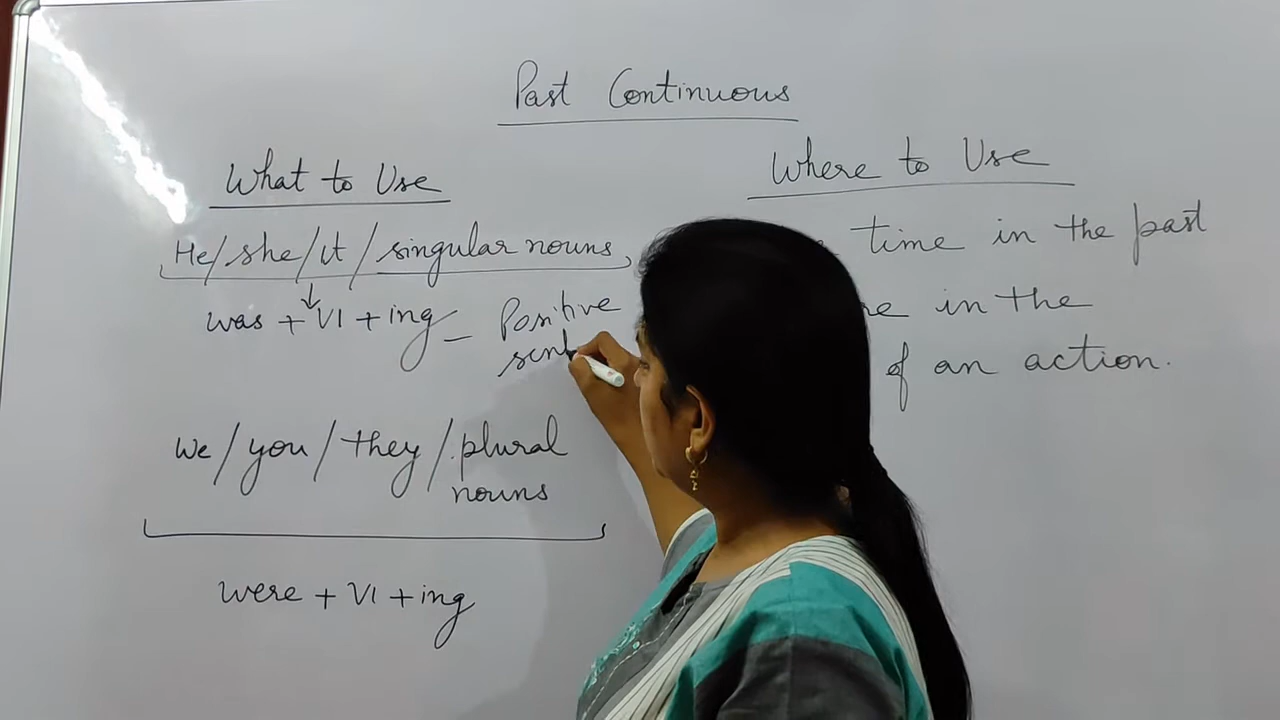 Past Continuous
What to Use
He/she/it/singular nouns
was + V1 + ing - Positive
sent
we/you/they/plural
nouns
were + V1 + ing
Where to Use
time in the past
in the
of an action.